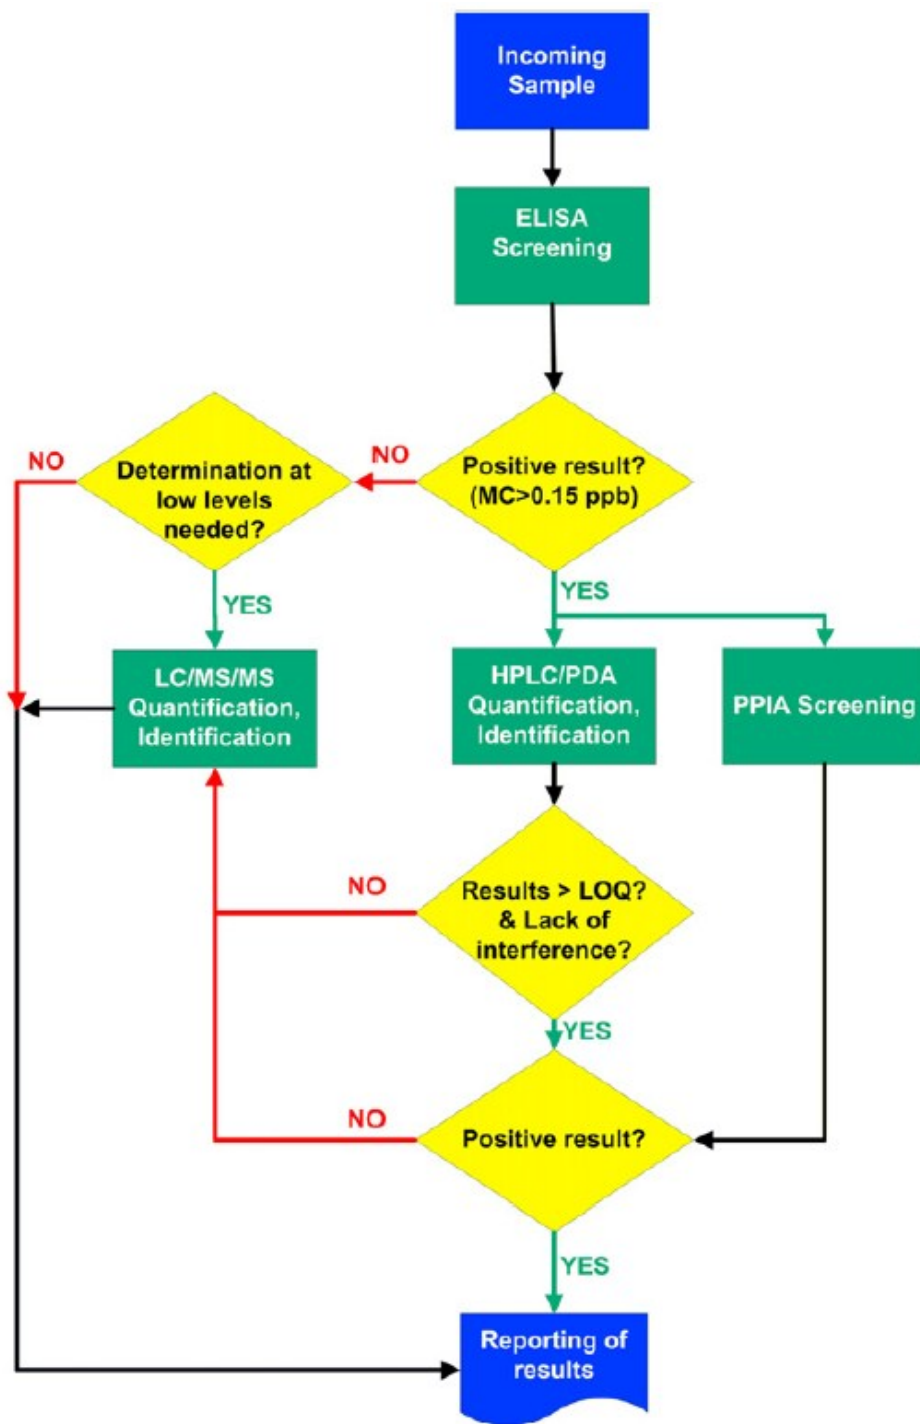 Incoming
Sample
ELISA
Screening
NO
Determination at
low levels
needed?
NO
Positive result?
(MC>0.15 ppb)
YES
YES
LC/MS/MS
Quantification,
Identification
HPLC/PDA
Quantification,
Identification
PPIA Screening
NO
Results > LOQ?
& Lack of
interference?
YES
NO
Positive result?
YES
Reporting of
results